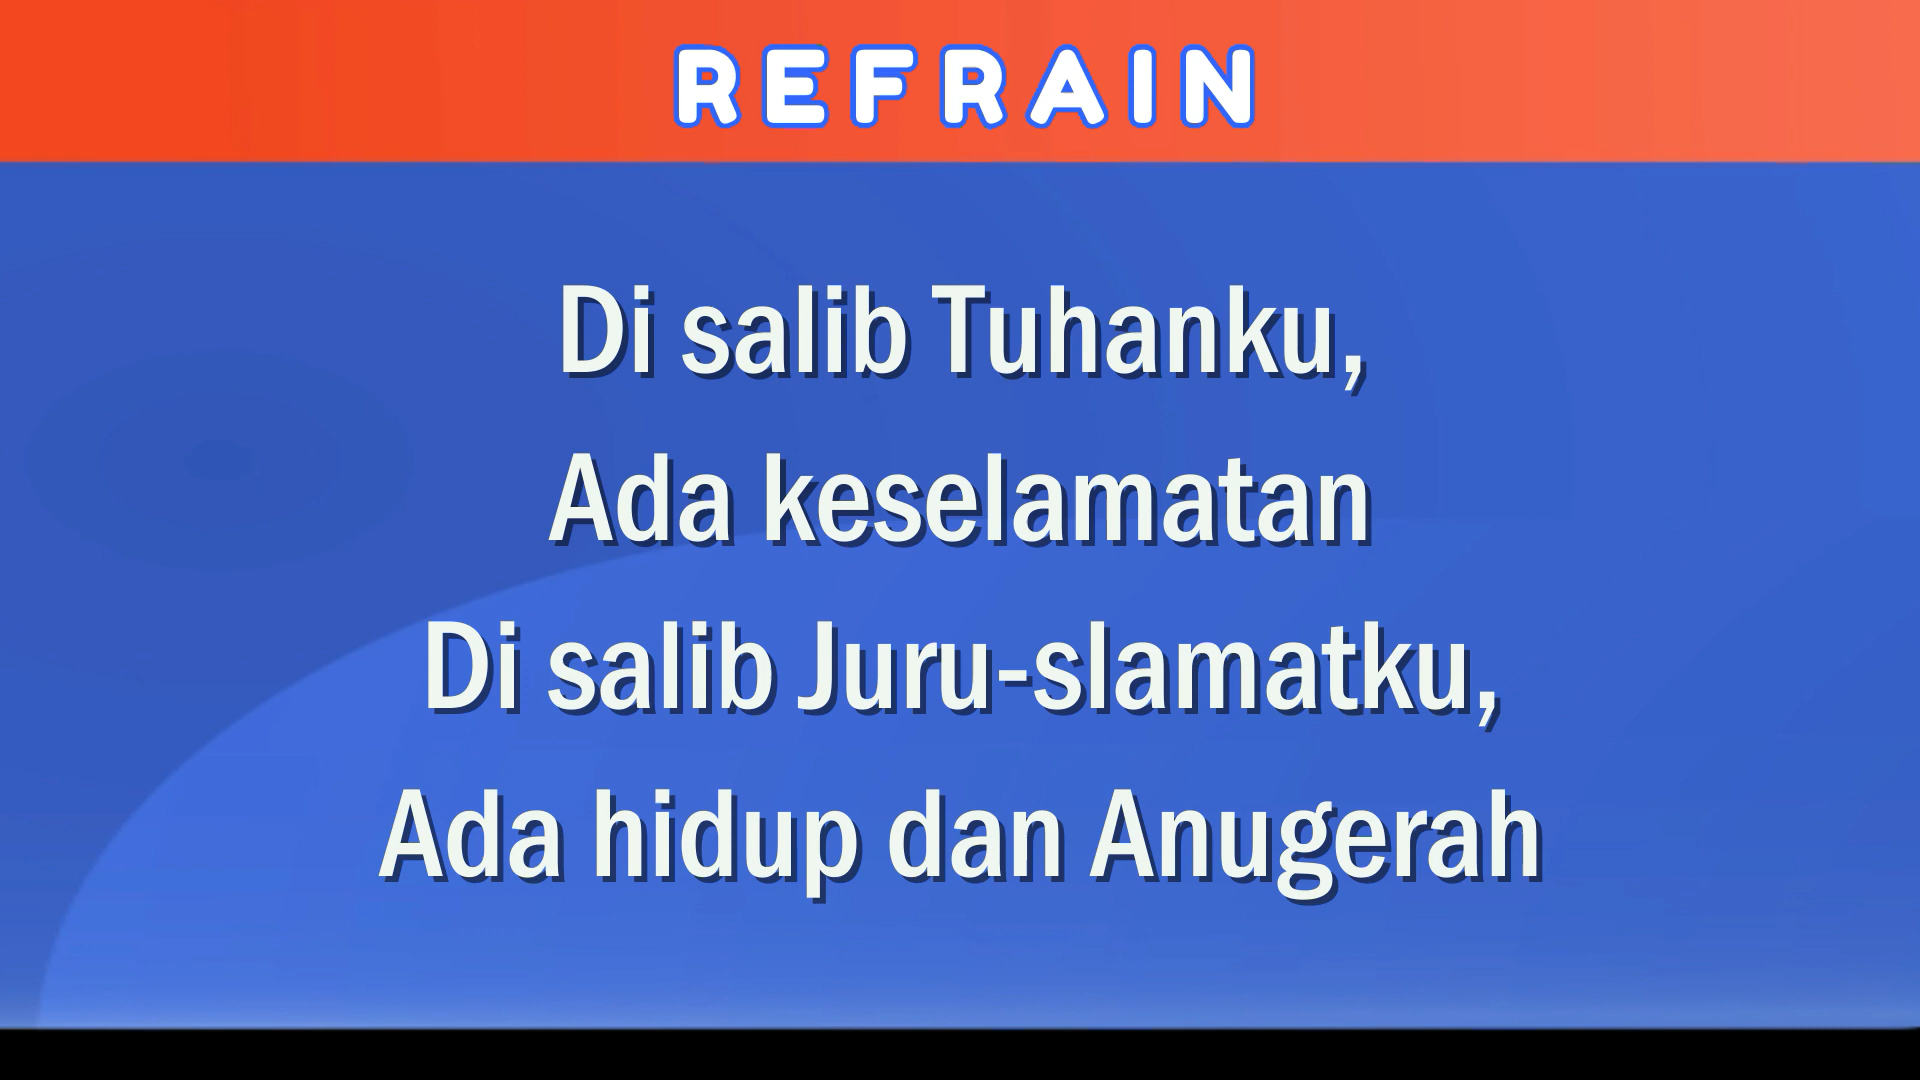 REFRAIN
Di salib Tuhanku,
Ada keselamatan
Di salib Juru-slamatku,
Ada hidup dan Anugerah